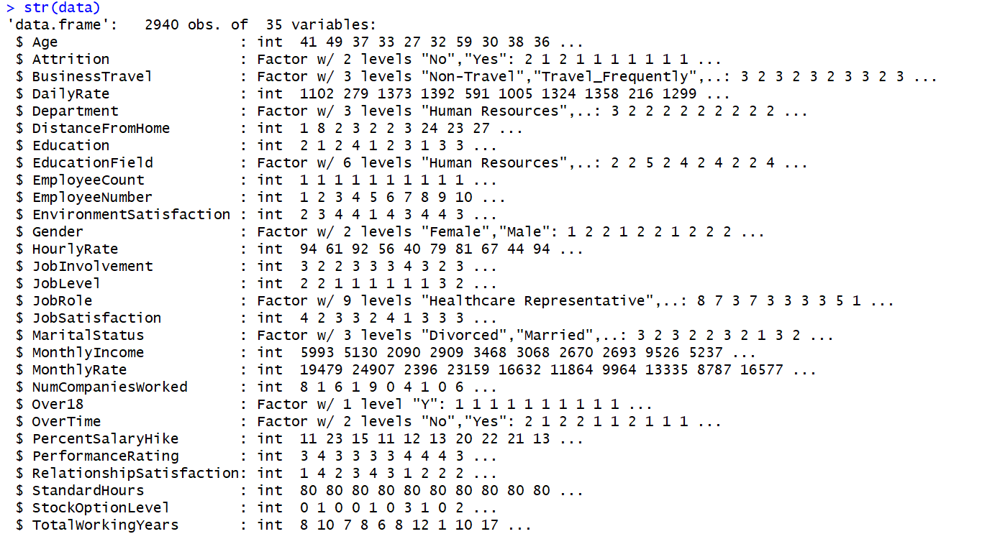 > str(data)
'data.frame':   2940 obs. of  35 variables:
 $ Age                     : int  41 49 37 33 27 32 59 30 38 36 ...
 $ Attrition               : Factor w/ 2 levels "No","Yes": 2 1 2 1 1 1 1 1 1 1 ...
 $ BusinessTravel          : Factor w/ 3 levels "Non-Travel","Travel_Frequently",..: 3 2 3 2 3 2 3 3 2 3 ...
 $ DailyRate               : int  1102 279 1373 1392 591 1005 1324 1358 216 1299 ...
 $ Department              : Factor w/ 3 levels "Human Resources",..: 3 2 2 2 2 2 2 2 2 2 ...
 $ DistanceFromHome        : int  1 8 2 3 2 2 3 24 23 27 ...
 $ Education               : int  2 1 2 4 1 2 3 1 3 3 ...
 $ EducationField          : Factor w/ 6 levels "Human Resources",..: 2 2 5 2 4 2 4 2 2 4 ...
 $ EmployeeCount           : int  1 1 1 1 1 1 1 1 1 1 ...
 $ EmployeeNumber          : int  1 2 3 4 5 6 7 8 9 10 ...
 $ EnvironmentSatisfaction : int  2 3 4 4 1 4 3 4 4 3 ...
 $ Gender                  : Factor w/ 2 levels "Female","Male": 1 2 2 1 2 2 1 2 2 2 ...
 $ HourlyRate              : int  94 61 92 56 40 79 81 67 44 94 ...
 $ JobInvolvement          : int  3 2 2 3 3 3 4 3 2 3 ...
 $ JobLevel                : int  2 2 1 1 1 1 1 1 3 2 ...
 $ JobRole                 : Factor w/ 9 levels "Healthcare Representative",..: 8 7 3 7 3 3 3 3 5 1 ...
 $ JobSatisfaction         : int  4 2 3 3 2 4 1 3 3 3 ...
 $ MaritalStatus           : Factor w/ 3 levels "Divorced","Married",..: 3 2 3 2 2 3 2 1 3 2 ...
 $ MonthlyIncome           : int  5993 5130 2090 2909 3468 3068 2670 2693 9526 5237 ...
 $ MonthlyRate             : int  19479 24907 2396 23159 16632 11864 9964 13335 8787 16577 ...
 $ NumCompaniesWorked      : int  8 1 6 1 9 0 4 1 0 6 ...
 $ Over18                  : Factor w/ 1 level "Y": 1 1 1 1 1 1 1 1 1 1 ...
 $ OverTime                : Factor w/ 2 levels "No","Yes": 2 1 2 2 1 1 2 1 1 1 ...
 $ PercentSalaryHike       : int  11 23 15 11 12 13 20 22 21 13 ...
 $ PerformanceRating       : int  3 4 3 3 3 3 4 4 4 3 ...
 $ RelationshipSatisfaction: int  1 4 2 3 4 3 1 2 2 2 ...
 $ StandardHours           : int  80 80 80 80 80 80 80 80 80 80 ...
 $ StockOptionLevel        : int  0 1 0 0 1 0 3 1 0 2 ...
 $ TotalWorkingYears       : int  8 10 7 8 6 8 12 1 10 17 ...